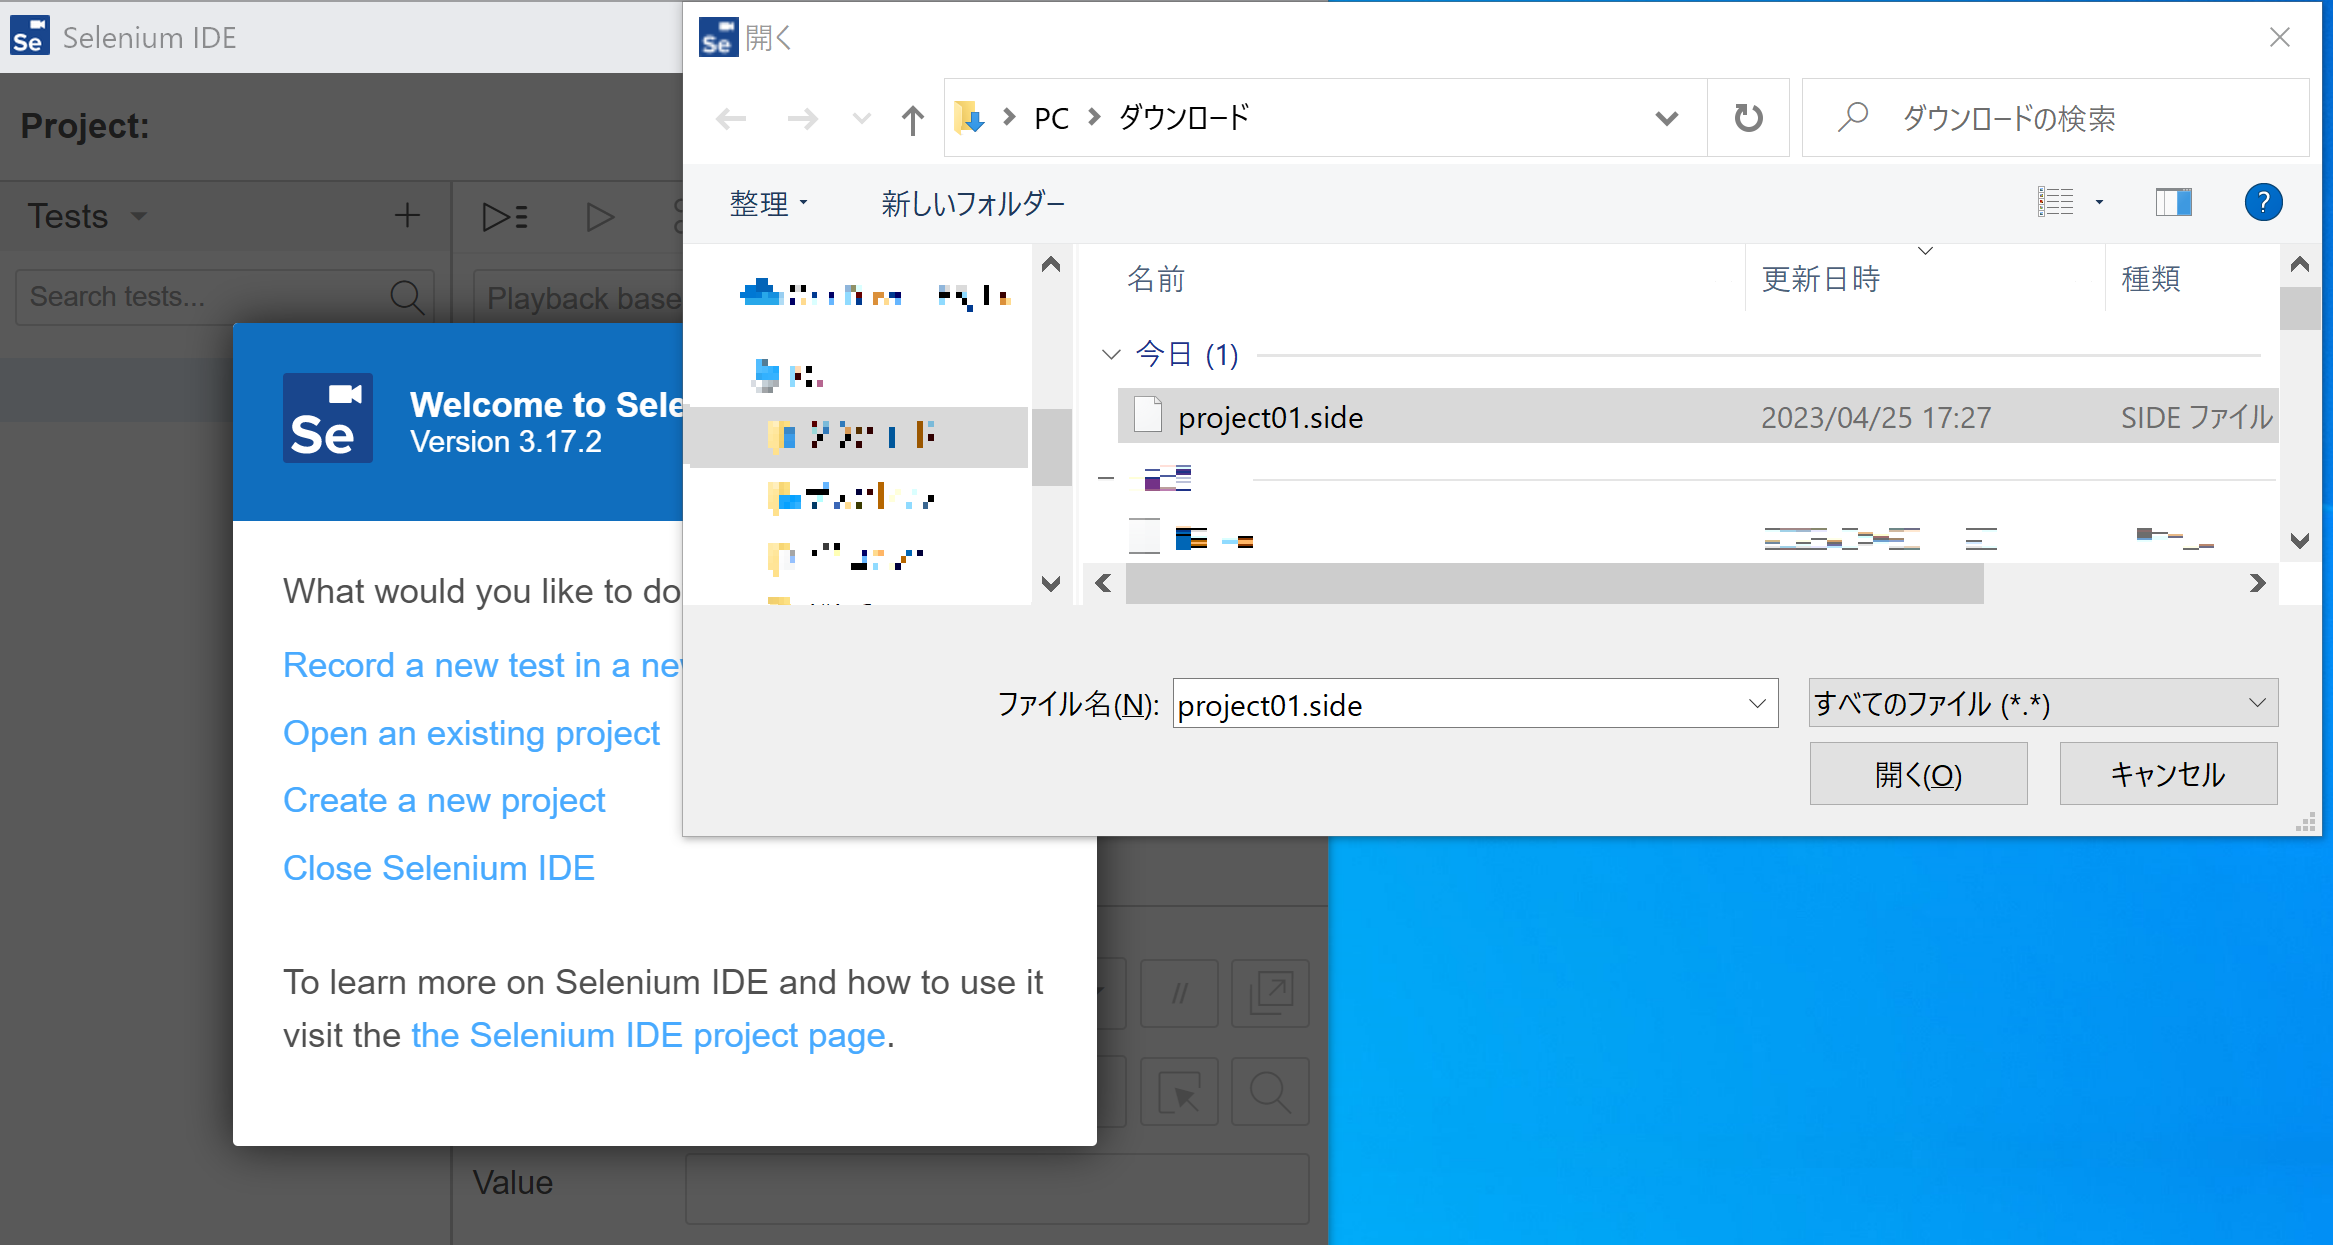 Se Selenium IDE
Project:
Tests
Search tests...
Playback base
Se
Welcome to Sele
Version 3.17.2
What would you like to do
Record a new test in a new
Open an existing project
Create a new project
Close Selenium IDE
To learn more on Selenium IDE and how to use it
visit the the Selenium IDE project page.
//
Value
Se 開く
PC ダウンロード
ダウンロードの検索
整理 新しいフォルダー
?
名前 更新日時 種類
今日 (1)
project01.side 2023/04/25 17:27 SIDE ファイル
ファイル名(N): project01.side すべてのファイル (*.*)
開く(O) キャンセル